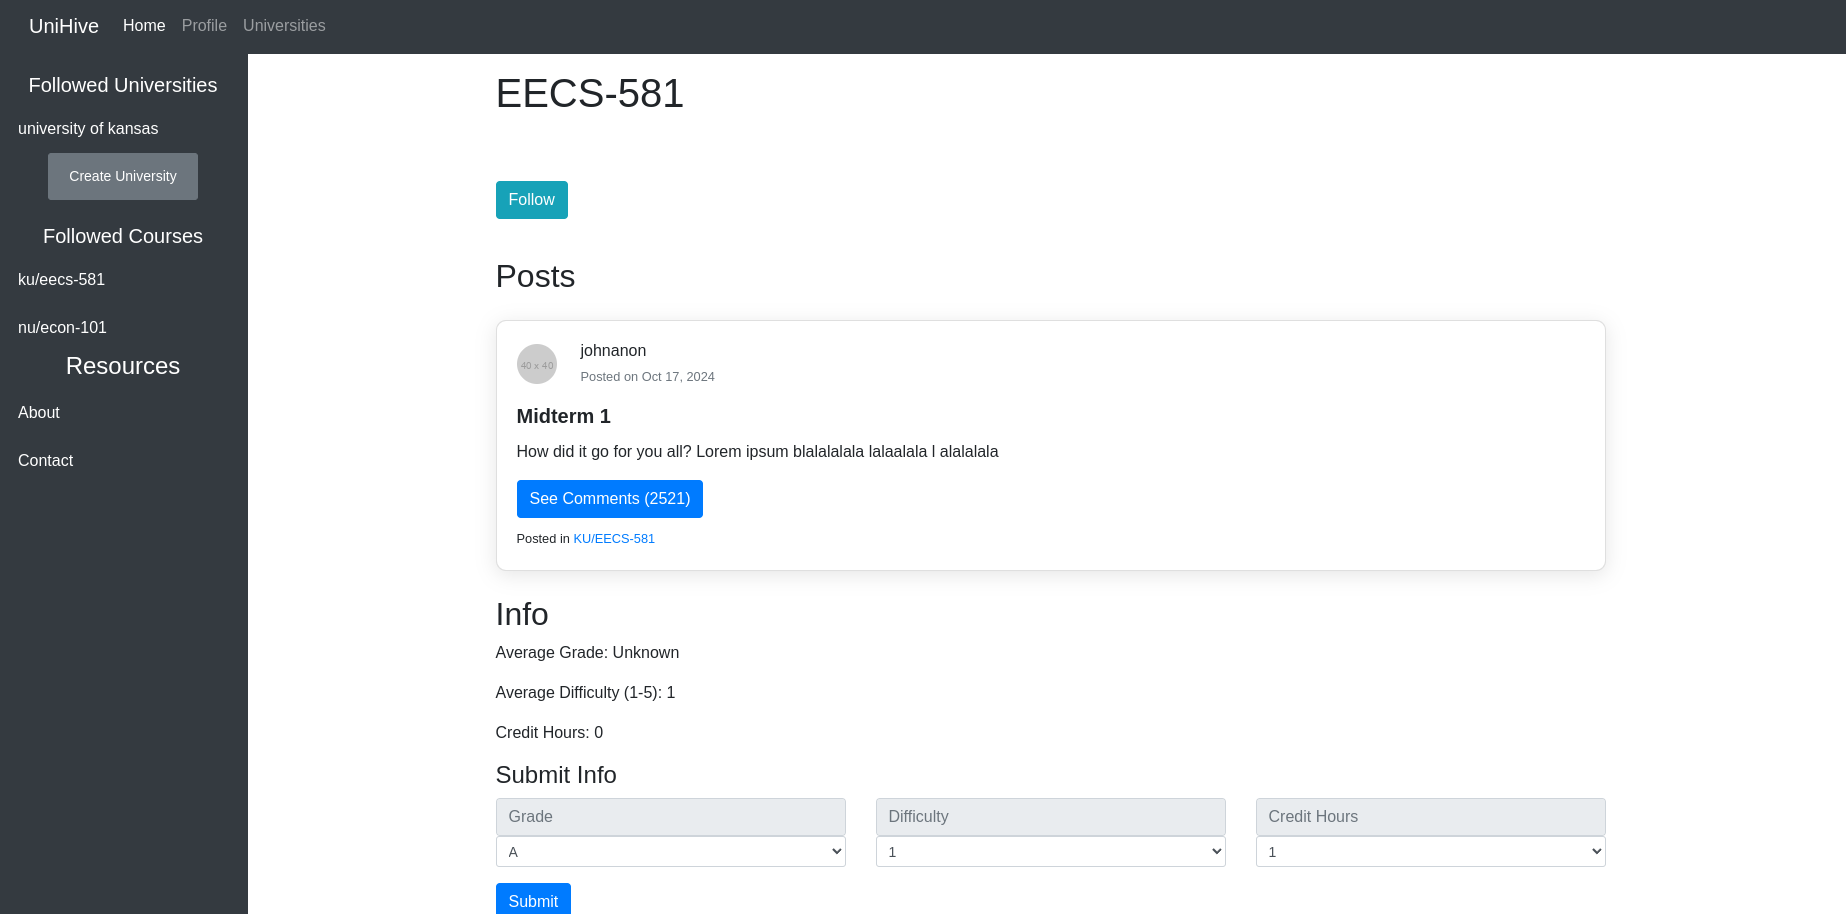 UniHive Home Profile Universities
Followed Universities
university of kansas
Create University
Followed Courses
ku/eecs-581
nu/econ-101
Resources
About
Contact
EECS-581
Follow
Posts
40 x 40
johnanon
Posted on Oct 17, 2024
Midterm 1
How did it go for you all? Lorem ipsum blalalalala lalaalala l alalalala
See Comments (2521)
Posted in KU/EECS-581
Info
Average Grade: Unknown
Average Difficulty (1-5): 1
Credit Hours: 0
Submit Info
Grade Difficulty Credit Hours
A 1 1
Submit